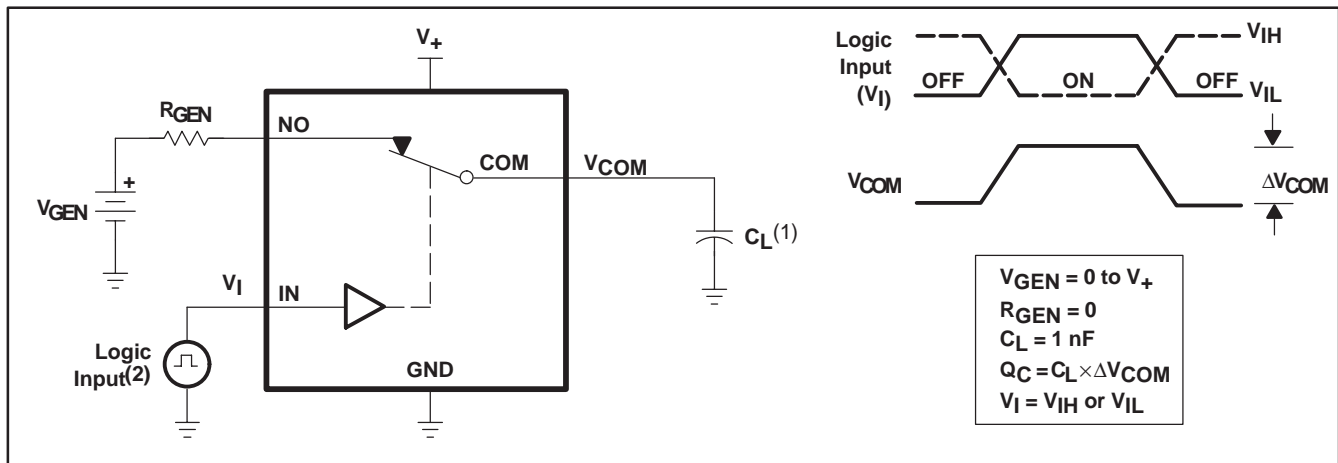 V+
RGEN
NO
COM
VCOM
+
VGEN
CL(1)
VI
IN
Logic
Input(2)
GND
Logic
Input
(VI)
OFF
ON
OFF
VIH
VIL
VCOM
ΔVCOM
VGEN = 0 to V+
RGEN = 0
CL = 1 nF
QC = CL × ΔVCOM
VI = VIH or VIL